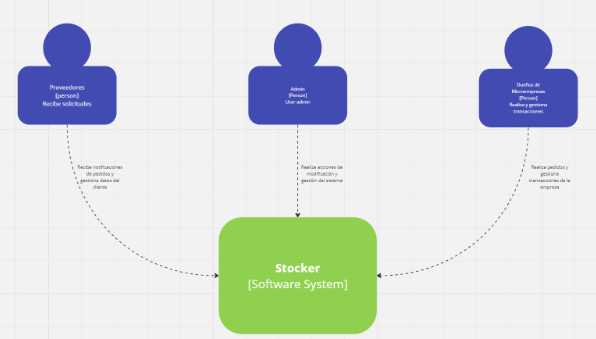 Proveedores
[person]
Recibe solicitudes
Admin
[Person]
User admin
Dueños de
Microempresas
[Person]
Realiza y gestiona
transacciones
Recibe notificaciones
de pedidos y
gestiona datos del
cliente
Realiza acciones de
modificación y
gestión del sistema
Realiza pedidos y
gestiona
transacciones de la
empresa
Stocker
[Software System]